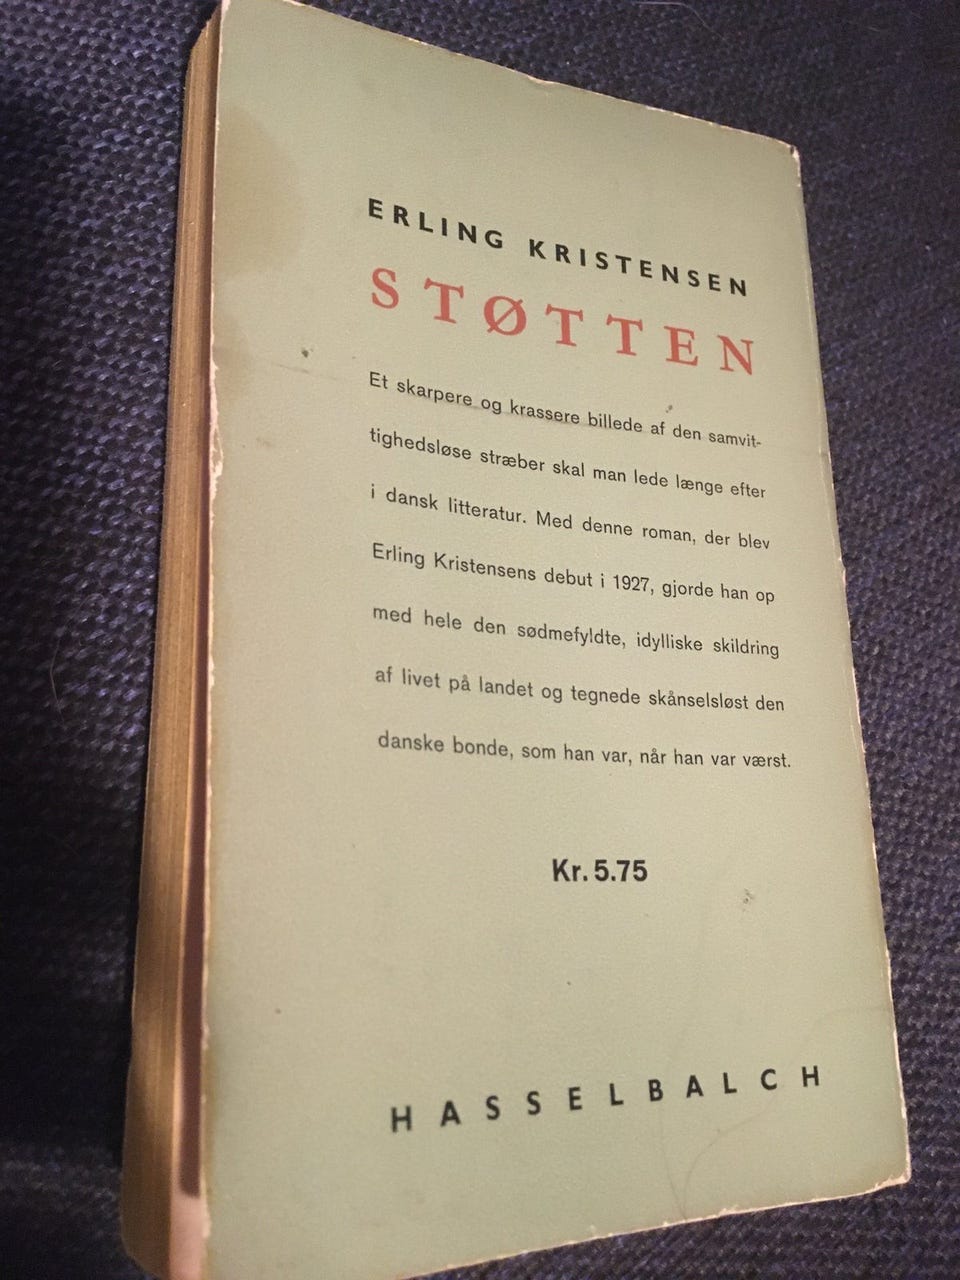 ERLING KRISTENSEN
STØTTEN
Et skarpere og krassere billede af den samvit-
tighedsløse stræber skal man lede længe efter
i dansk litteratur. Med denne roman, der blev
Erling Kristensens debut i 1927, gjorde han op
med hele den sødmefyldte, idylliske skildring
af livet på landet og tegnede skånselsløst den
danske bonde, som han var, når han var værst.
Kr. 5.75
HASSELBALCH